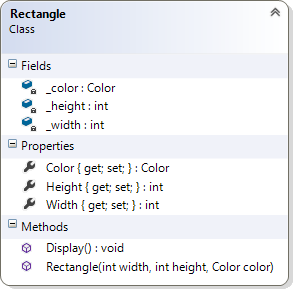 Rectangle
Class
Fields
_color : Color
_height : int
_width : int
Properties
Color { get; set; } : Color
Height { get; set; } : int
Width { get; set; } : int
Methods
Display() : void
Rectangle(int width, int height, Color color)